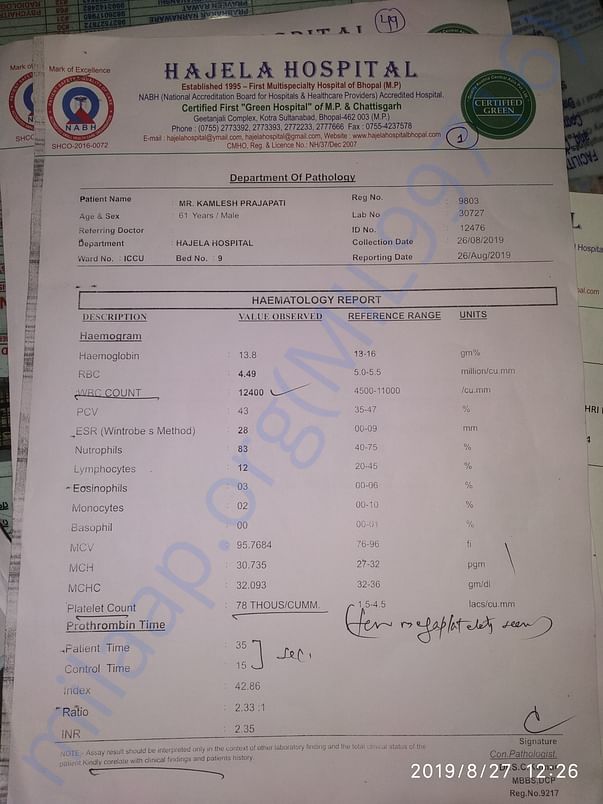 49
Mark of Excellence
HAJELA HOSPITAL
Established 1995 – First Multispecialty Hospital of Bhopal (M.P)
NABH (National Accreditation Board for Hospitals & Healthcare Providers) Accredited Hospital.
Certified First "Green Hospital" of M.P. & Chattisgarh
Geetanjali Complex, Kotra Sultanabad, Bhopal-462 003 (M.P.)
Phone : (0755) 2773392, 2773393, 2772233, 2777666 Fax : 0755-4237578
E-mail : hajelahospital@ymail.com, hajelahospital@gmail.com, Website : www.hajelahospitalbhopal.com
CMHO, Reg. & Licence No.: NH/37/Dec 2007
NABH
SHCO-2016-0072
CERTIFIED GREEN
1
Department Of Pathology
Patient Name : MR. KAMLESH PRAJAPATI Reg No. : 9803
Age & Sex : 61 Years / Male Lab No : 30727
Referring Doctor : ID No. : 12476
Department : HAJELA HOSPITAL Collection Date : 26/08/2019
Ward No. : ICCU Bed No. : 9 Reporting Date : 26/Aug/2019
HAEMATOLOGY REPORT
DESCRIPTION VALUE OBSERVED REFERENCE RANGE UNITS
Haemogram
Haemoglobin : 13.8 13-16 gm%
RBC : 4.49 5.0-5.5 million/cu.mm
WBC COUNT : 12400 4500-11000 /cu.mm
PCV : 43 35-47 %
ESR (Wintrobe s Method) : 28 00-09 mm
Nutrophils : 83 40-75 %
Lymphocytes : 12 20-45 %
Eosinophils : 03 00-06 %
Monocytes : 02 00-10 %
Basophil : 00 00-01 %
MCV : 95.7684 76-96 fl
MCH : 30.735 27-32 pgm
MCHC : 32.093 32-36 gm/dl
Platelet Count : 78 THOUS/CUMM. 1.5-4.5 lacs/cu.mm
(few megaplatelets seen)
Prothrombin Time
Patient Time : 35
Control Time : 15 ] sec.
Index : 42.86
Ratio : 2.33 :1
INR : 2.35
NOTE:- Assay result should be interpreted only in the context of other laboratory finding and the total clinical status of the
patient.Kindly corelate with clinical findings and patients history.
Signature
Con.Pathologist.
MBBS,DCP
Reg.No.9217
2019/8/27 12:26